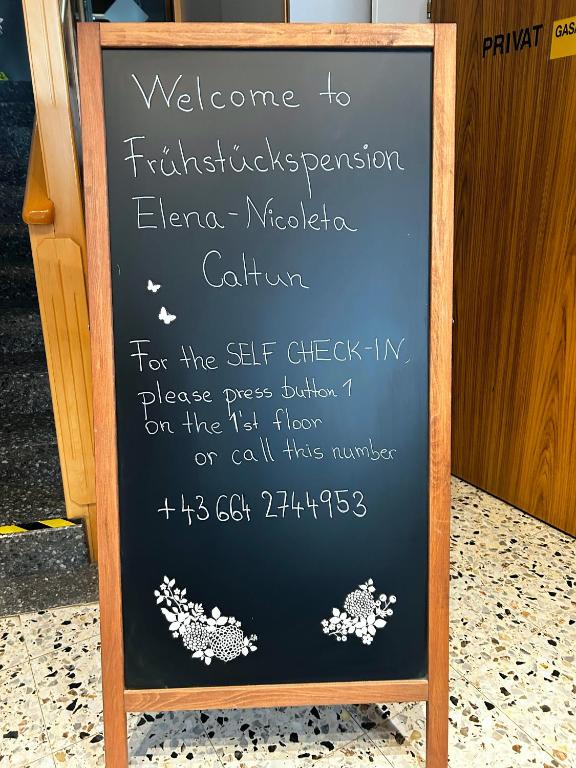 Welcome to
Frühstückspension
Elena-Nicoleta
Caltun
For the SELF CHECK-IN,
please press button 1
on the 1'st floor
or call this number
+43 664 2744953
PRIVAT